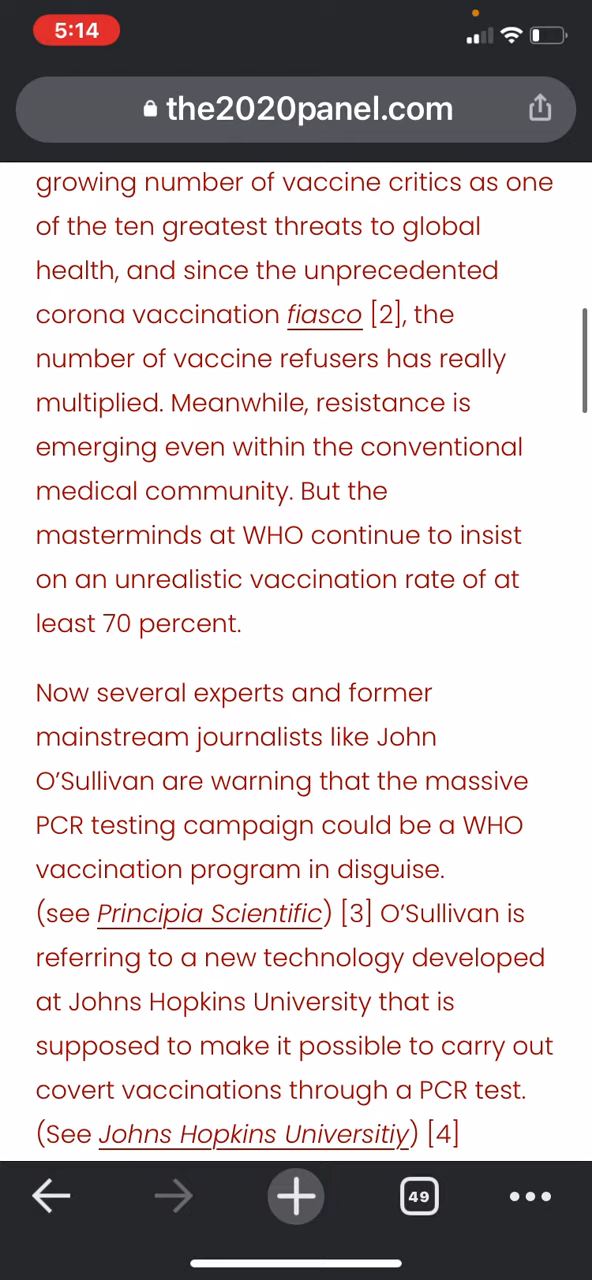 5:14
the2020panel.com
growing number of vaccine critics as one
of the ten greatest threats to global
health, and since the unprecedented
corona vaccination fiasco [2], the
number of vaccine refusers has really
multiplied. Meanwhile, resistance is
emerging even within the conventional
medical community. But the
masterminds at WHO continue to insist
on an unrealistic vaccination rate of at
least 70 percent.
Now several experts and former
mainstream journalists like John
O’Sullivan are warning that the massive
PCR testing campaign could be a WHO
vaccination program in disguise.
(see Principia Scientific) [3] O’Sullivan is
referring to a new technology developed
at Johns Hopkins University that is
supposed to make it possible to carry out
covert vaccinations through a PCR test.
(See Johns Hopkins Universitiy) [4]
49